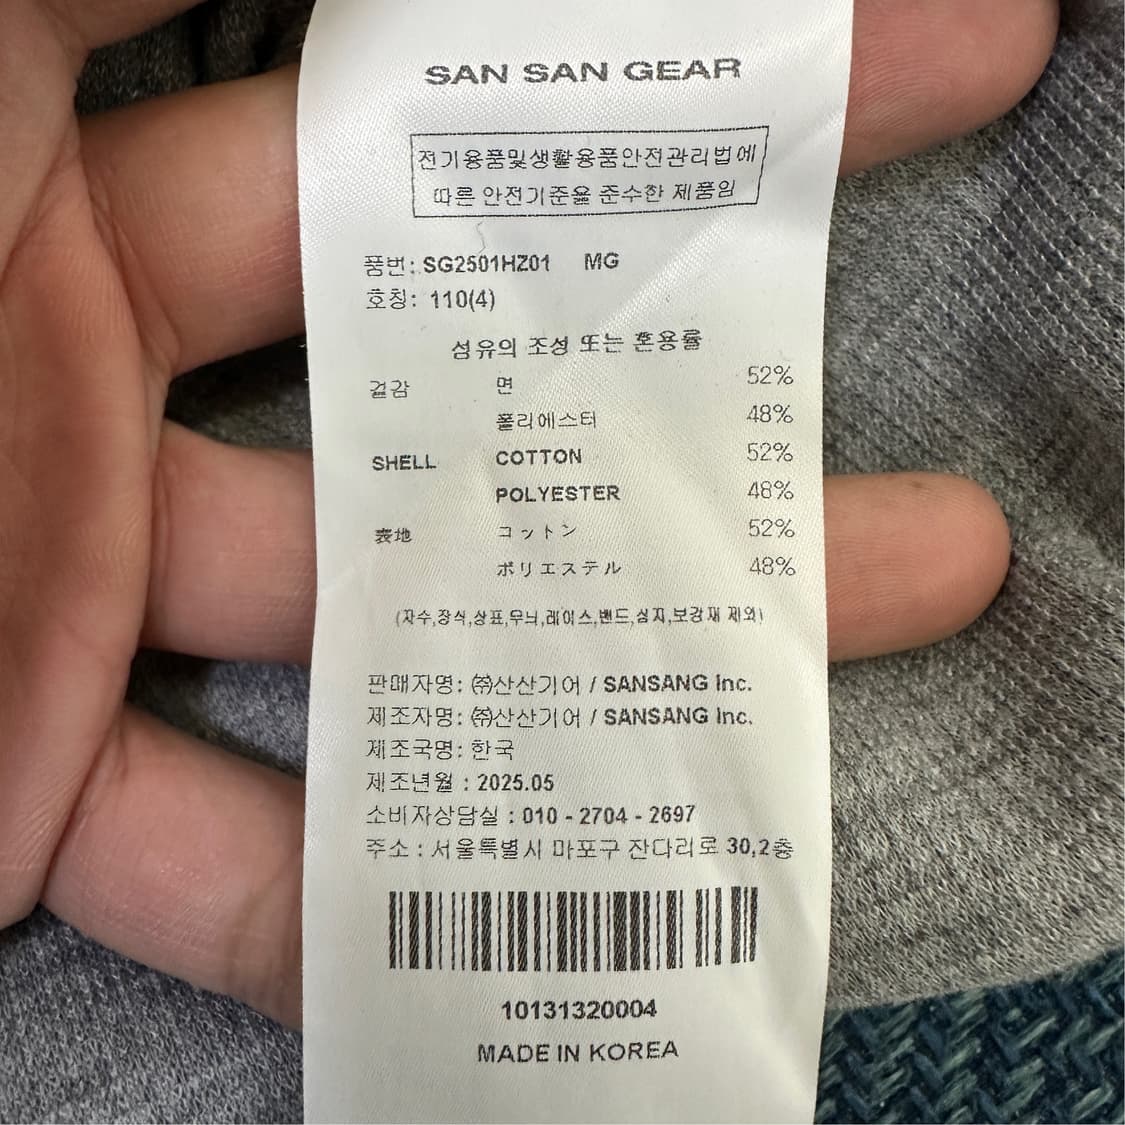 SAN SAN GEAR
전기용품및생활용품안전관리법에
따른 안전기준을 준수한 제품임
품번: SG2501HZ01 MG
호칭: 110(4)
섬유의 조성 또는 혼용률
겉감 면 52%
폴리에스터 48%
SHELL COTTON 52%
POLYESTER 48%
表地 コットン 52%
ポリエステル 48%
(자수,장식,상표,무늬,레이스,밴드,심지,보강재 제외)
판매자명: ㈜산산기어 / SANSANG Inc.
제조자명: ㈜산산기어 / SANSANG Inc.
제조국명: 한국
제조년월 : 2025.05
소비자상담실 : 010 - 2704 - 2697
주소 : 서울특별시 마포구 잔다리로 30,2층
10131320004
MADE IN KOREA